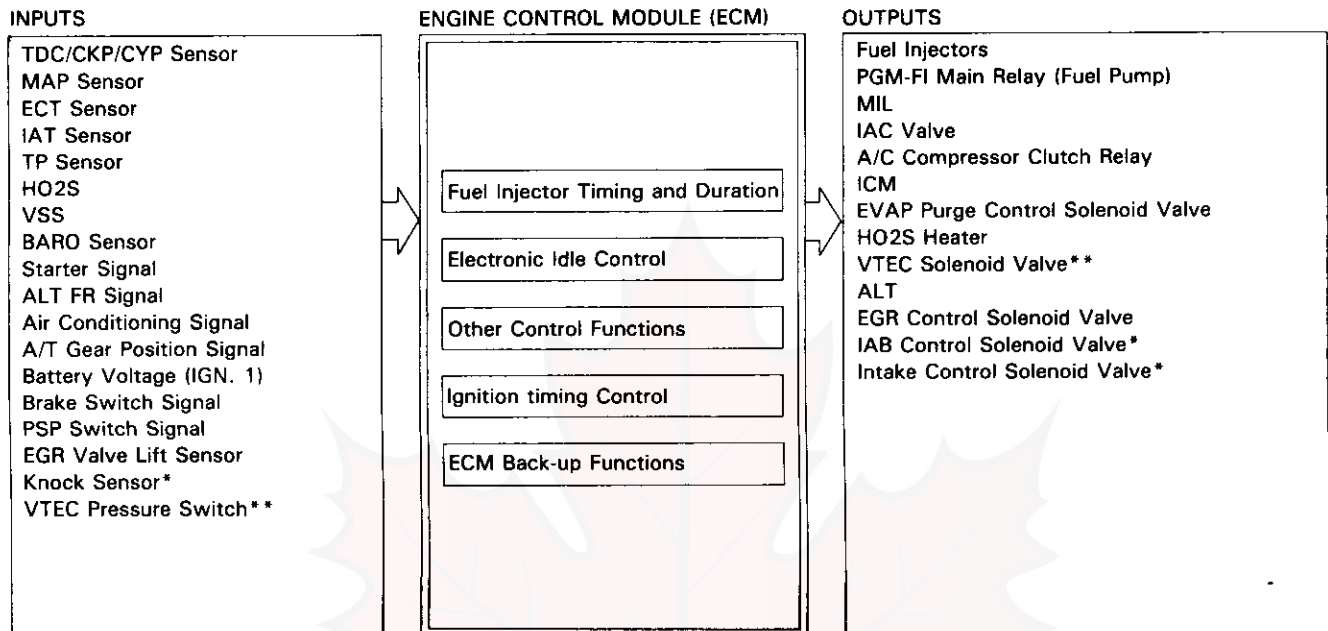 INPUTS
TDC/CKP/CYP Sensor
MAP Sensor
ECT Sensor
IAT Sensor
TP Sensor
HO2S
VSS
BARO Sensor
Starter Signal
ALT FR Signal
Air Conditioning Signal
A/T Gear Position Signal
Battery Voltage (IGN. 1)
Brake Switch Signal
PSP Switch Signal
EGR Valve Lift Sensor
Knock Sensor*
VTEC Pressure Switch**
ENGINE CONTROL MODULE (ECM)
Fuel Injector Timing and Duration
Electronic Idle Control
Other Control Functions
Ignition timing Control
ECM Back-up Functions
OUTPUTS
Fuel Injectors
PGM-FI Main Relay (Fuel Pump)
MIL
IAC Valve
A/C Compressor Clutch Relay
ICM
EVAP Purge Control Solenoid Valve
HO2S Heater
VTEC Solenoid Valve**
ALT
EGR Control Solenoid Valve
IAB Control Solenoid Valve*
Intake Control Solenoid Valve*